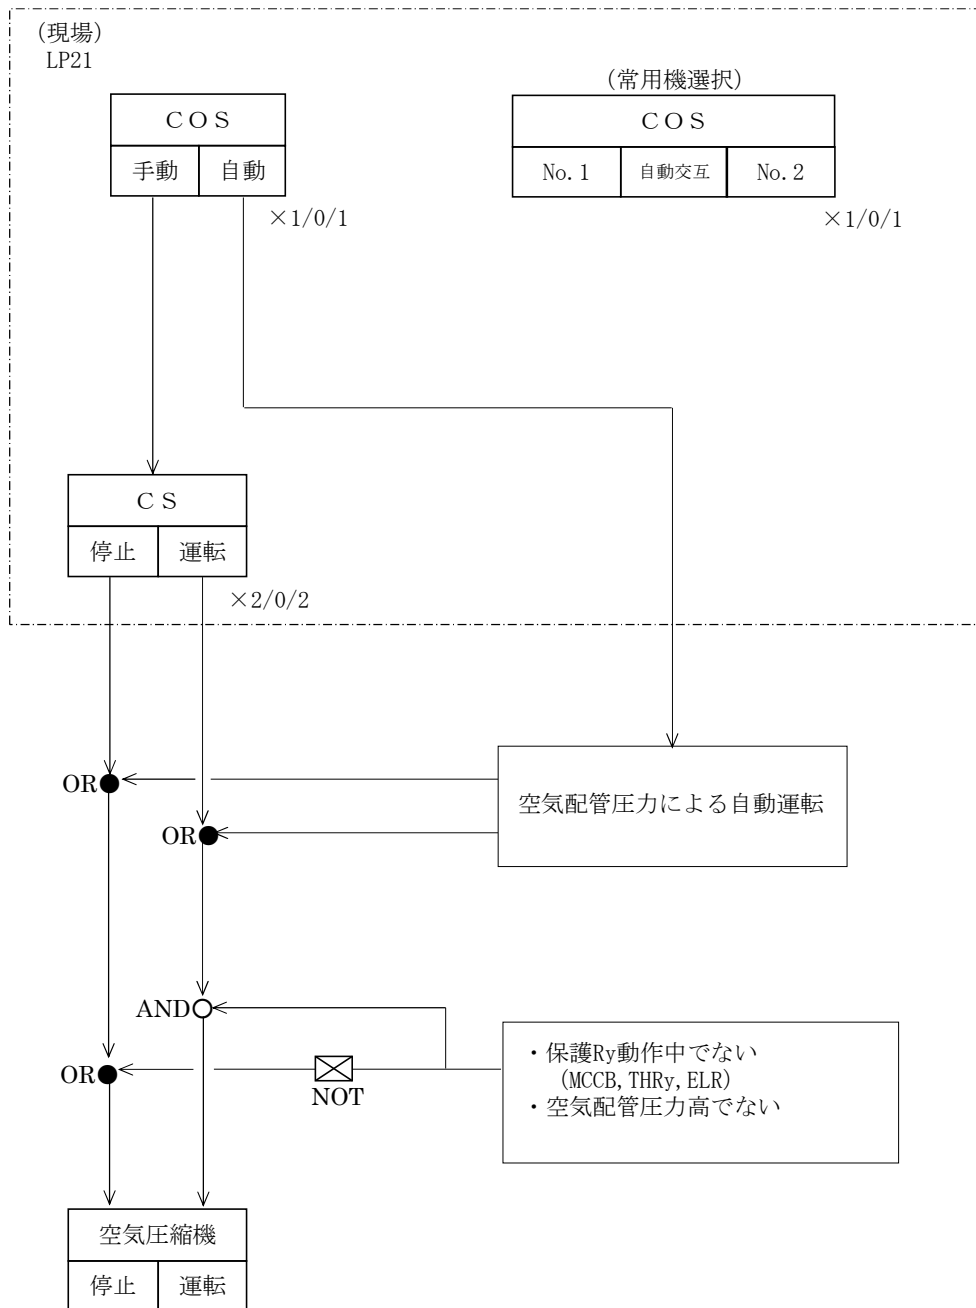 (現場)
LP21
(常用機選択)
COS
手動 自動
×1/0/1
COS
No.1 自動交互 No.2
×1/0/1
CS
停止 運転
×2/0/2
OR
空気配管圧力による自動運転
OR
AND
・保護Ry動作中でない
(MCCB,THRy,ELR)
・空気配管圧力高でない
OR
NOT
空気圧縮機
停止 運転